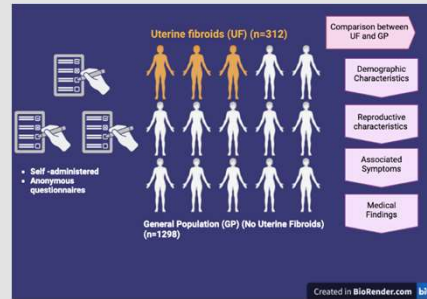 Uterine fibroids (UF) (n=312)
Self -administered
Anonymous
questionnaires
General Population (GP) (No Uterine Fibroids)
(n=1298)
Comparison between
UF and GP
Demographic
Characteristics
Reproductive
characteristics
Associated
Symptoms
Medical
Findings
Created in BioRender.com bio